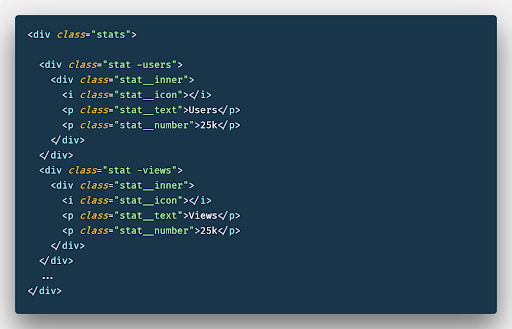 <div class="stats">
<div class="stat -users">
<div class="stat__inner">
<i class="stat__icon"></i>
<p class="stat__text">Users</p>
<p class="stat__number">25k</p>
</div>
</div>
<div class="stat -views">
<div class="stat__inner">
<i class="stat__icon"></i>
<p class="stat__text">Views</p>
<p class="stat__number">25k</p>
</div>
</div>
...
</div>